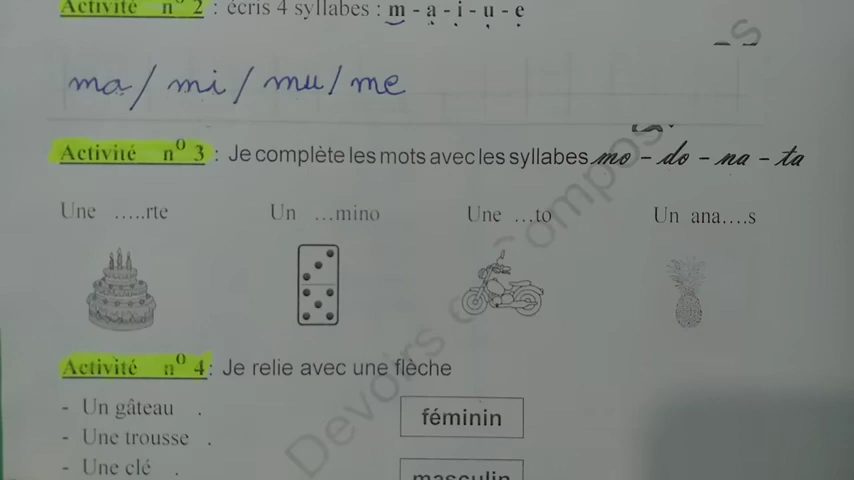 Activité n° 2 : écris 4 syllabes : m - a - i - u - e
ma / mi / mu / me
Activité n° 3 : Je complète les mots avec les syllabes mo - do - na - ta
Une .....rte Un ...mino Une ...to Un ana....s
Activité n° 4 : Je relie avec une flèche
- Un gâteau .
féminin
- Une trousse .
- Une clé .
masculin
Devoirs Compos